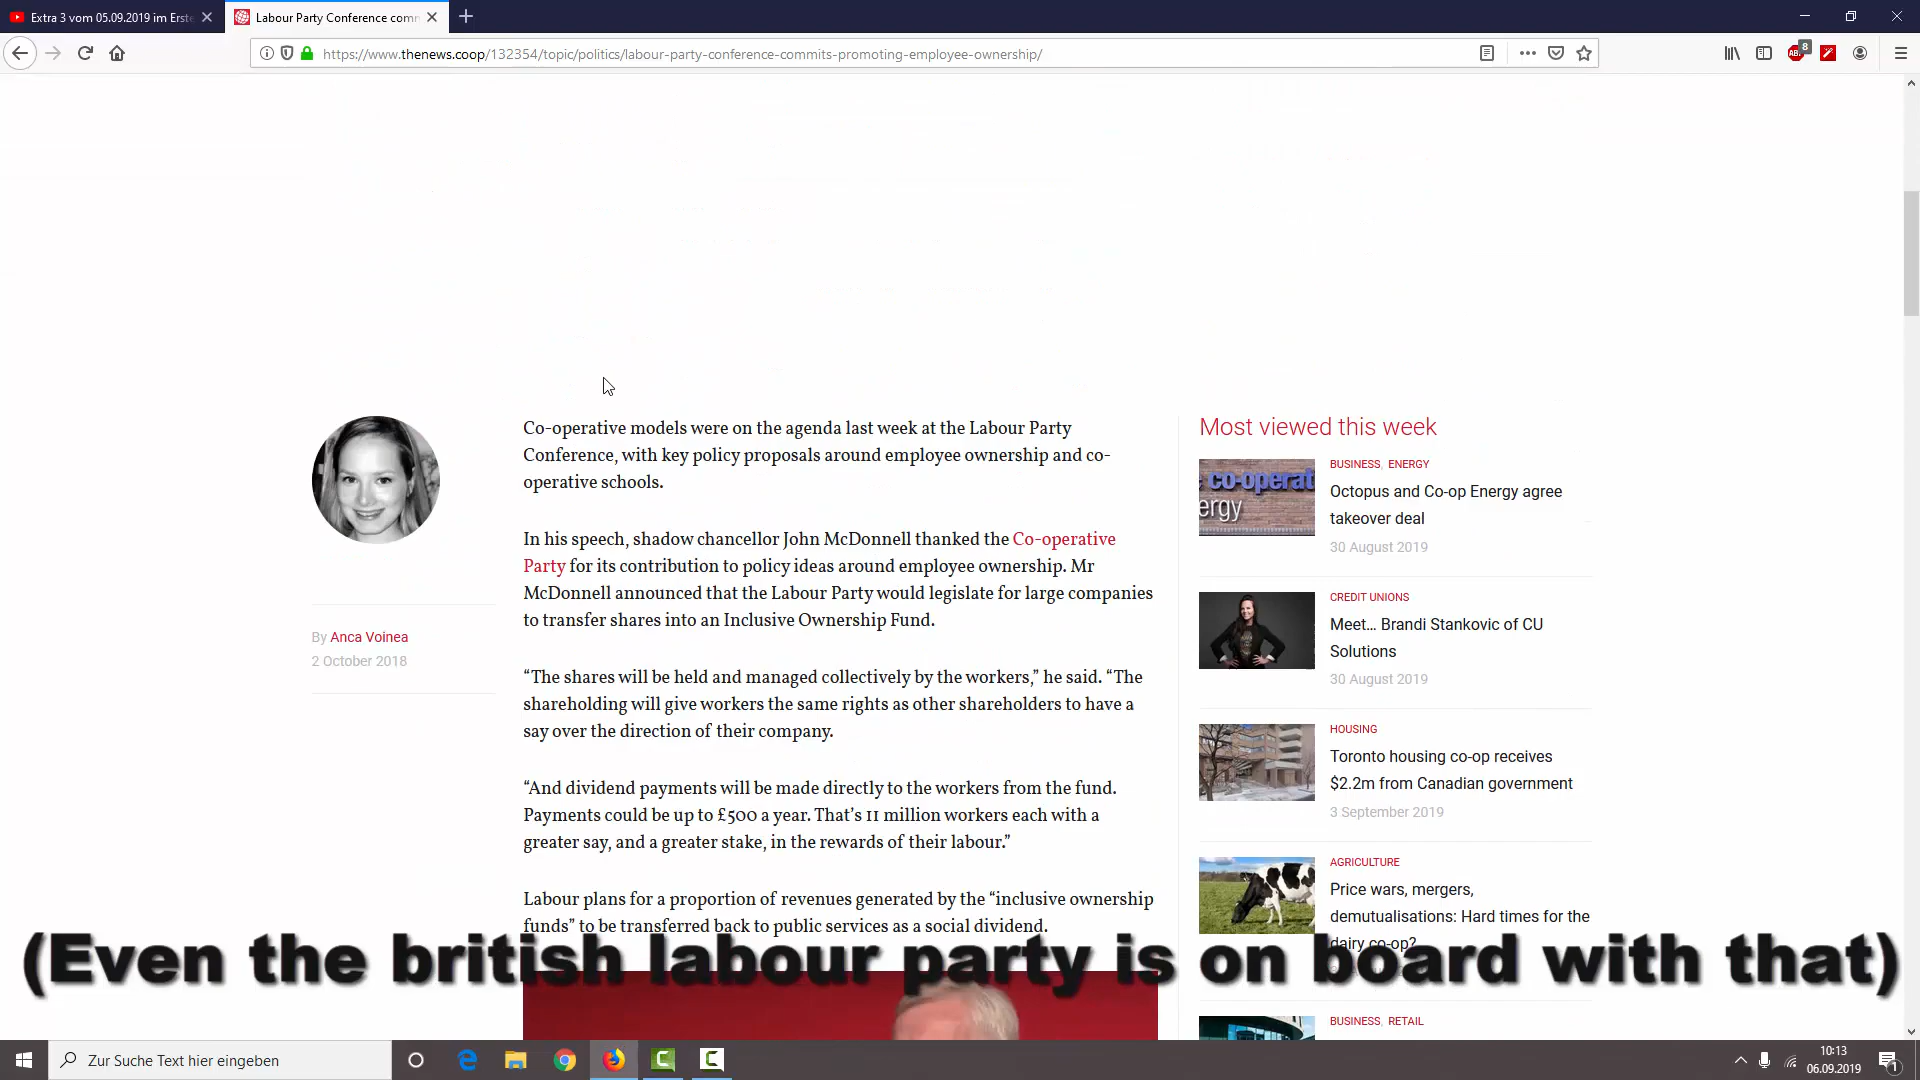 Extra 3 vom 05.09.2019 im Erste
Labour Party Conference comm
https://www.thenews.coop/132354/topic/politics/labour-party-conference-commits-promoting-employee-ownership/
ABP
8
By Anca Voinea
2 October 2018
Co-operative models were on the agenda last week at the Labour Party
Conference, with key policy proposals around employee ownership and co-
operative schools.
In his speech, shadow chancellor John McDonnell thanked the Co-operative
Party for its contribution to policy ideas around employee ownership. Mr
McDonnell announced that the Labour Party would legislate for large companies
to transfer shares into an Inclusive Ownership Fund.
“The shares will be held and managed collectively by the workers,” he said. “The
shareholding will give workers the same rights as other shareholders to have a
say over the direction of their company.
“And dividend payments will be made directly to the workers from the fund.
Payments could be up to £500 a year. That’s 11 million workers each with a
greater say, and a greater stake, in the rewards of their labour.”
Labour plans for a proportion of revenues generated by the “inclusive ownership
funds” to be transferred back to public services as a social dividend.
Most viewed this week
co-operat
ergy
BUSINESS, ENERGY
Octopus and Co-op Energy agree
takeover deal
30 August 2019
CREDIT UNIONS
Meet… Brandi Stankovic of CU
Solutions
30 August 2019
HOUSING
Toronto housing co-op receives
$2.2m from Canadian government
3 September 2019
AGRICULTURE
Price wars, mergers,
demutualisations: Hard times for the
dairy co-op?
BUSINESS, RETAIL
(Even the british labour party is on board with that)
Zur Suche Text hier eingeben
10:13
06.09.2019
1